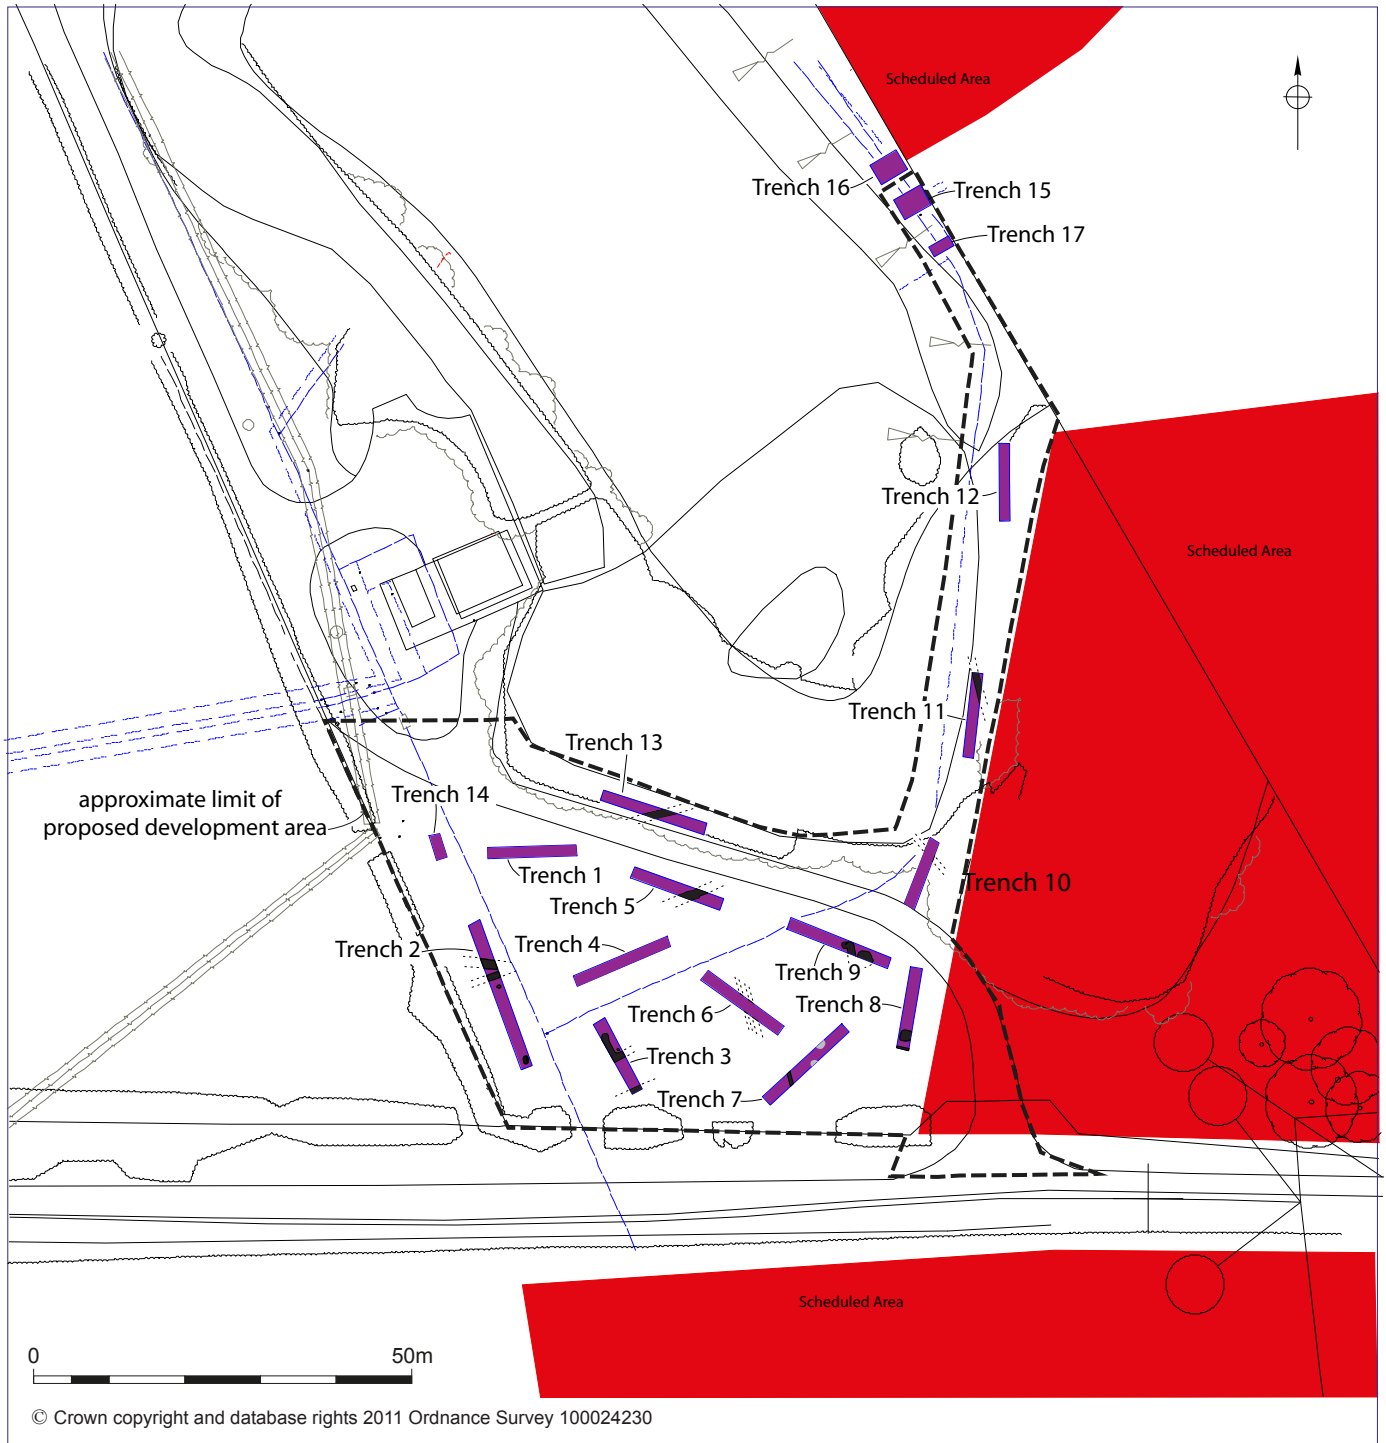 Scheduled Area
Trench 16
Trench 15
Trench 17
Trench 12
Scheduled Area
Trench 11
Trench 13
approximate limit of
proposed development area
Trench 14
Trench 1
Trench 10
Trench 5
Trench 2
Trench 4
Trench 9
Trench 8
Trench 6
Trench 3
Trench 7
Scheduled Area
0
50m
© Crown copyright and database rights 2011 Ordnance Survey 100024230